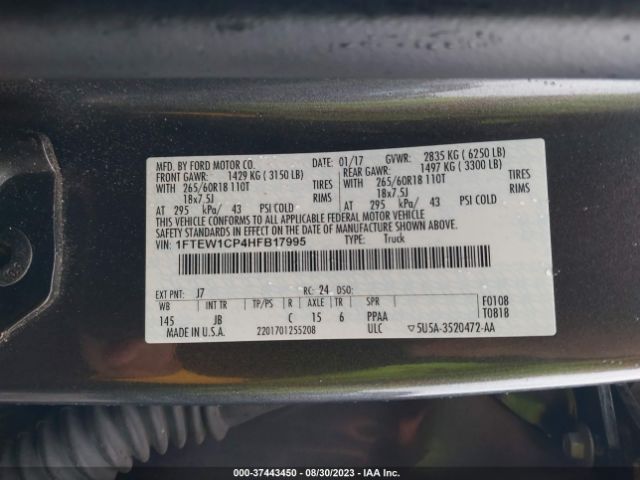 MFD. BY FORD MOTOR CO.
DATE: 01/17 GVWR: 2835 KG ( 6250 LB)
FRONT GAWR: 1429 KG ( 3150 LB) REAR GAWR: 1497 KG ( 3300 LB)
WITH 265/60R18 110T TIRES WITH 265/60R18 110T TIRES
18x7.5J RIMS 18x7.5J RIMS
AT 295 kPa/ 43 PSI COLD AT 295 kPa/ 43 PSI COLD
THIS VEHICLE CONFORMS TO ALL APPLICABLE FEDERAL MOTOR VEHICLE
SAFETY STANDARDS IN EFFECT ON THE DATE OF MANUFACTURE SHOWN ABOVE.
VIN: 1FTEW1CP4HFB17995 TYPE: Truck
EXT PNT: J7 RC: 24 DSO:
WB INT TR TP/PS R AXLE TR SPR F0108
145 JB C 15 6 PPAA T0818
MADE IN U.S.A. 2201701255208 ULC ▽5U5A-3520472-AA
000-37443450 | 08/30/2023 | IAA Inc.